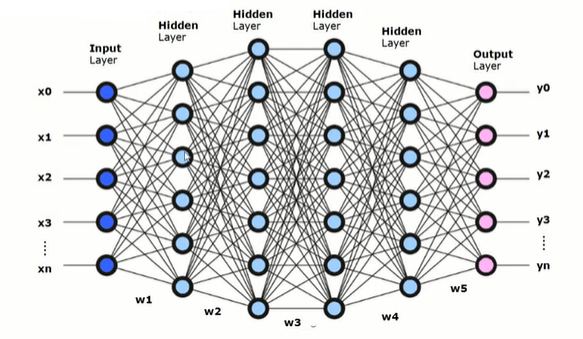 Input
Layer
Hidden
Layer
Hidden
Layer
Hidden
Layer
Hidden
Layer
Output
Layer
x0
x1
x2
x3
xn
y0
y1
y2
y3
yn
w1
w2
w3
w4
w5